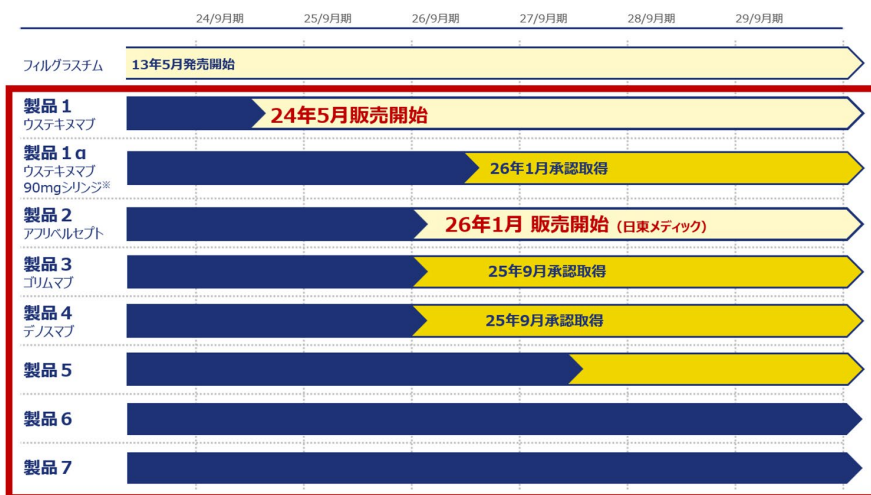 24/9月期 25/9月期 26/9月期 27/9月期 28/9月期 29/9月期
フィルグラスチム 13年5月発売開始
製品1
ウステキヌマブ
24年5月販売開始
製品1α
ウステキヌマブ
90mgシリンジ※
26年1月承認取得
製品2
アフリベルセプト
26年1月 販売開始 (日東メディック)
製品3
ゴリムマブ
25年9月承認取得
製品4
デノスマブ
25年9月承認取得
製品5
製品6
製品7